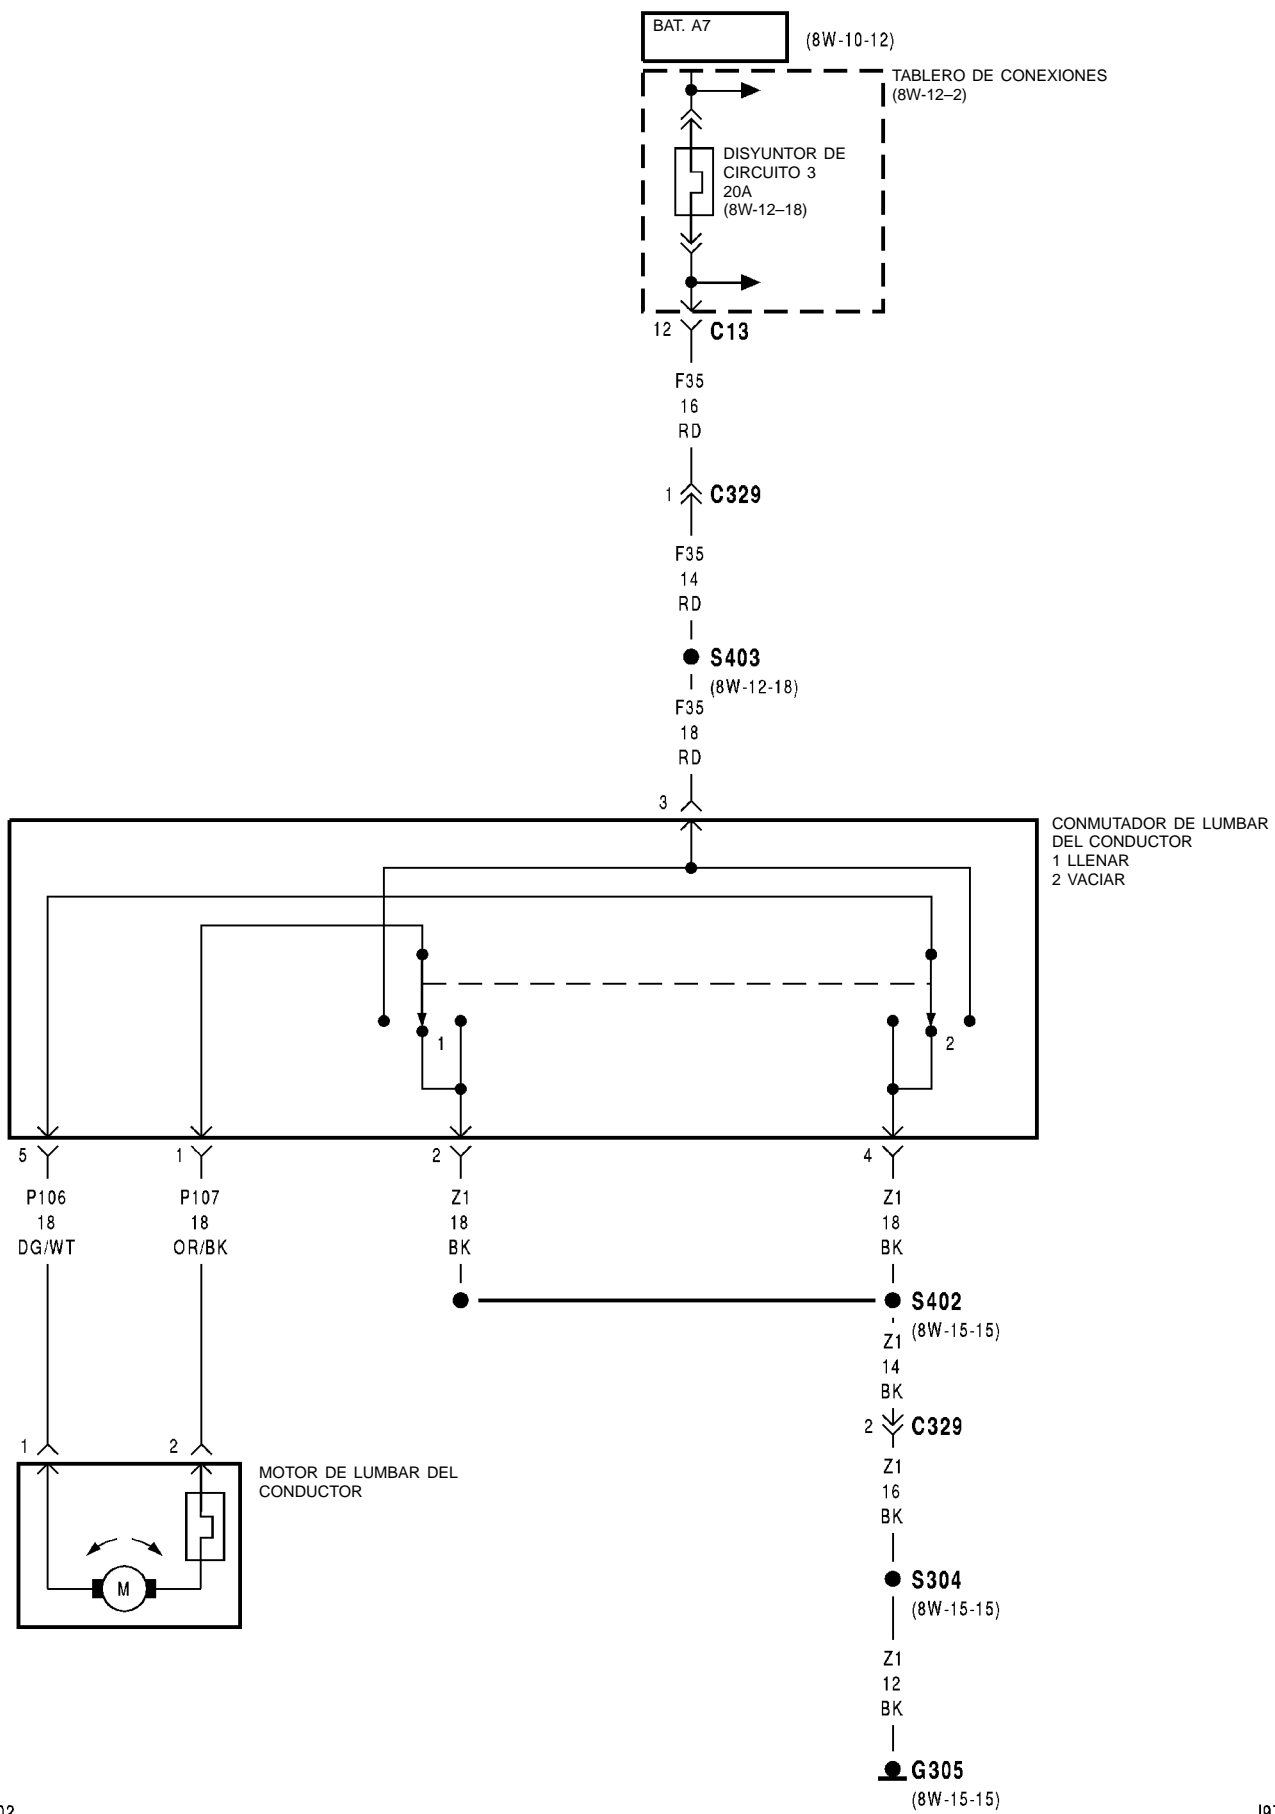 BAT. A7
(8W-10-12)
TABLERO DE CONEXIONES
(8W-12–2)
DISYUNTOR DE
CIRCUITO 3
20A
(8W-12–18)
12 C13
F35
16
RD
1 C329
F35
14
RD
S403
(8W-12-18)
F35
18
RD
3
CONMUTADOR DE LUMBAR
DEL CONDUCTOR
1 LLENAR
2 VACIAR
1
2
5
1
2
4
P106
18
DG/WT
P107
18
OR/BK
Z1
18
BK
Z1
18
BK
S402
(8W-15-15)
Z1
14
BK
2 C329
1
2
MOTOR DE LUMBAR DEL
CONDUCTOR
M
Z1
16
BK
S304
(8W-15-15)
Z1
12
BK
G305
(8W-15-15)